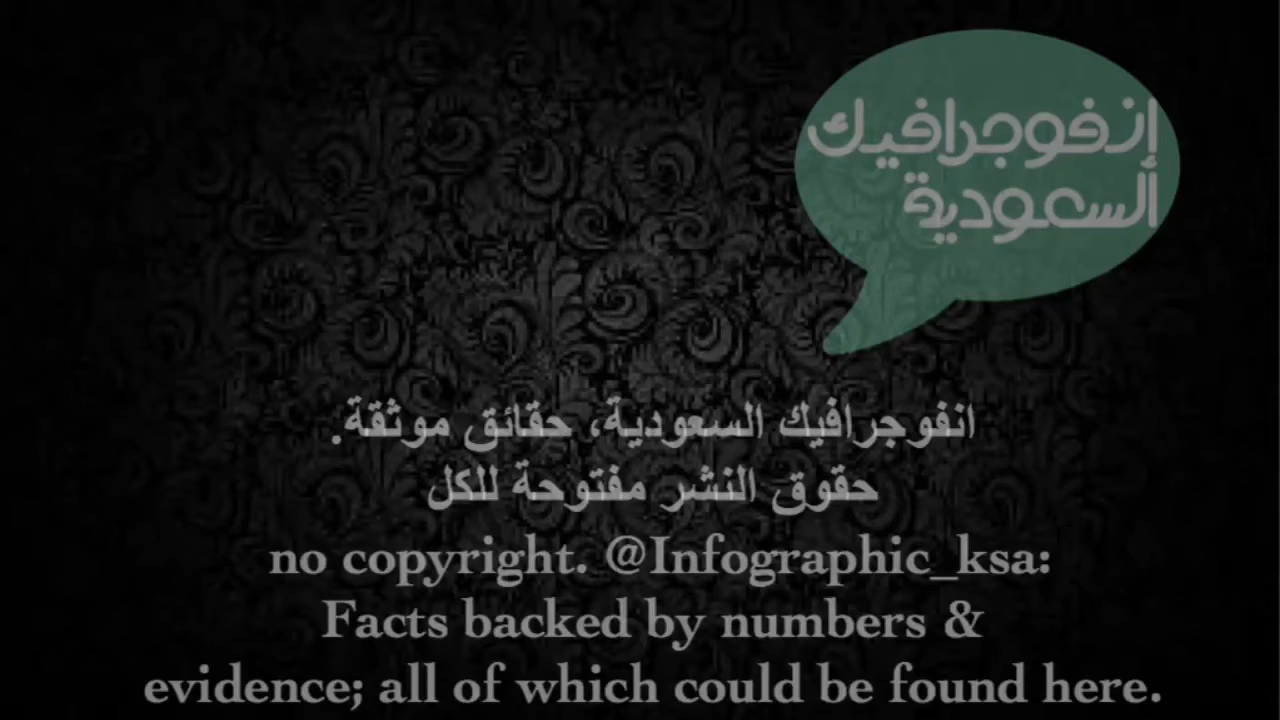 إنفوجرافيك
السعودية
انفوجرافيك السعودية، حقائق موثقة.
حقوق النشر مفتوحة للكل
no copyright. @Infographic_ksa:
Facts backed by numbers &
evidence; all of which could be found here.